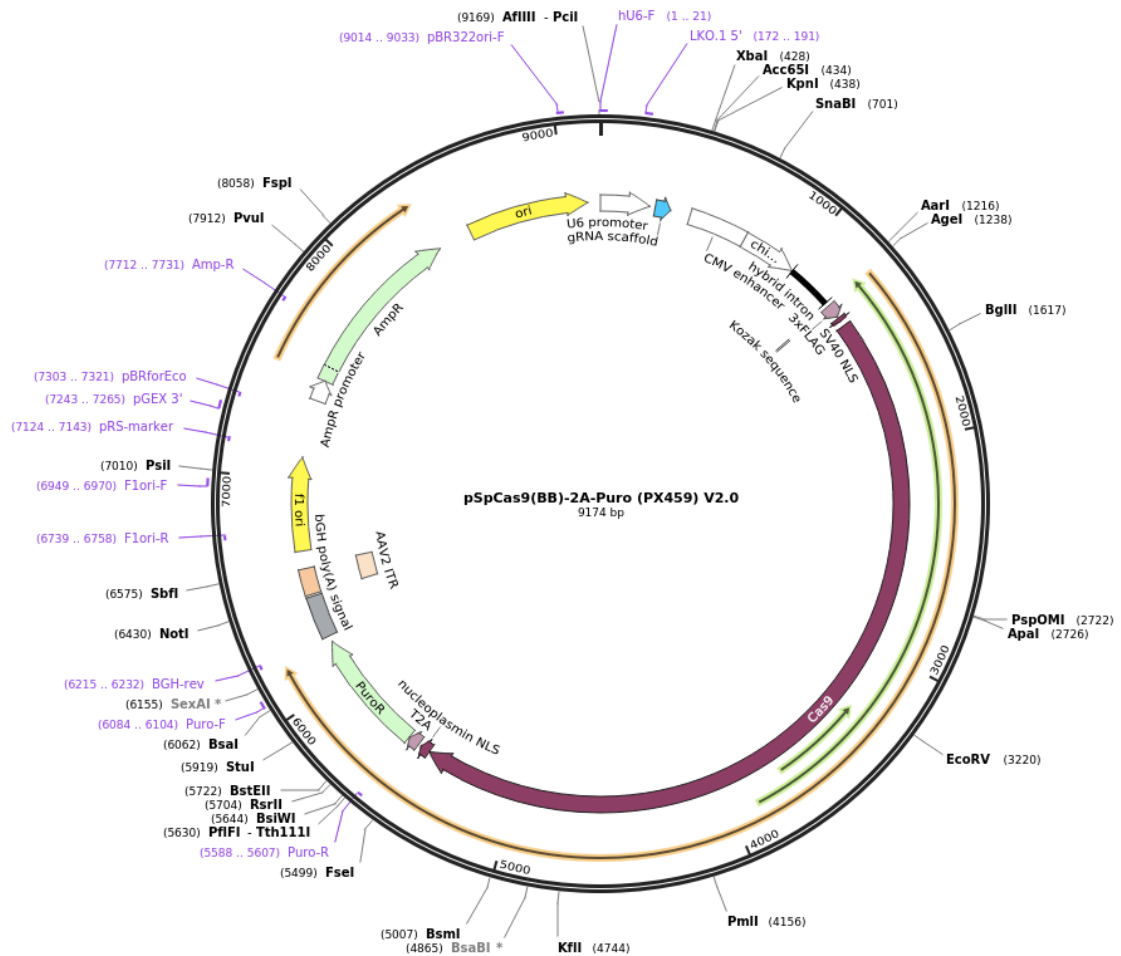 (9169) AflIII - PciI
hU6-F (1 .. 21)
(9014 .. 9033) pBR322ori-F
LKO.1 5' (172 .. 191)
XbaI (428)
Acc65I (434)
KpnI (438)
SnaBI (701)
9000
(8058) FspI
(7912) PvuI
ori
U6 promoter
gRNA scaffold
1000
AarI (1216)
AgeI (1238)
8000
chi...
(7712 .. 7731) Amp-R
CMV enhancer
hybrid intron
3xFLAG
SV40 NLS
BglII (1617)
AmpR
Kozak sequence
(7303 .. 7321) pBRforEco
(7243 .. 7265) pGEX 3'
AmpR promoter
2000
(7124 .. 7143) pRS-marker
(7010) PsiI
(6949 .. 6970) F1ori-F
7000
pSpCas9(BB)-2A-Puro (PX459) V2.0
9174 bp
f1 ori
(6739 .. 6758) F1ori-R
bGH poly(A) signal
AAV2 ITR
(6575) SbfI
(6430) NotI
PspOMI (2722)
ApaI (2726)
3000
(6215 .. 6232) BGH-rev
(6155) SexAI *
(6084 .. 6104) Puro-F
PuroR
nucleoplasmin NLS
T2A
Cas9
6000
(6062) BsaI
(5919) StuI
EcoRV (3220)
(5722) BstEII
(5704) RsrII
(5644) BsiWI
(5630) PflFI - Tth111I
(5588 .. 5607) Puro-R
(5499) FseI
4000
5000
PmlI (4156)
(5007) BsmI
(4865) BsaBI *
KflI (4744)